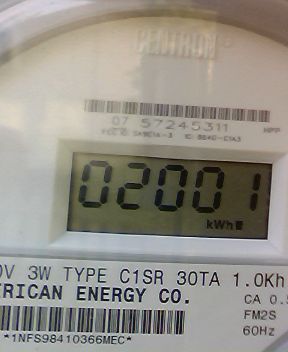 CENTRON
07 57245311
02001
kWh
0V 3W TYPE C1SR 30TA 1.0Kh
ERICAN ENERGY CO.
CA 0.5
FM2S
60Hz
*1NFS98410366MEC*